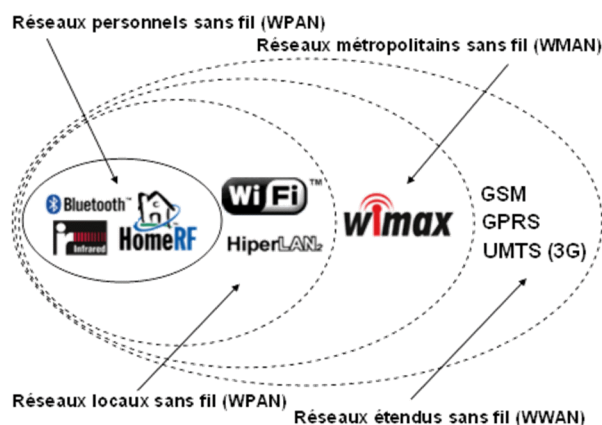 Réseaux personnels sans fil (WPAN)
Réseaux métropolitains sans fil (WMAN)
Bluetooth™
Infrared
HomeRF
WiFi™
HiperLAN2
wimax
GSM
GPRS
UMTS (3G)
Réseaux locaux sans fil (WPAN)
Réseaux étendus sans fil (WWAN)